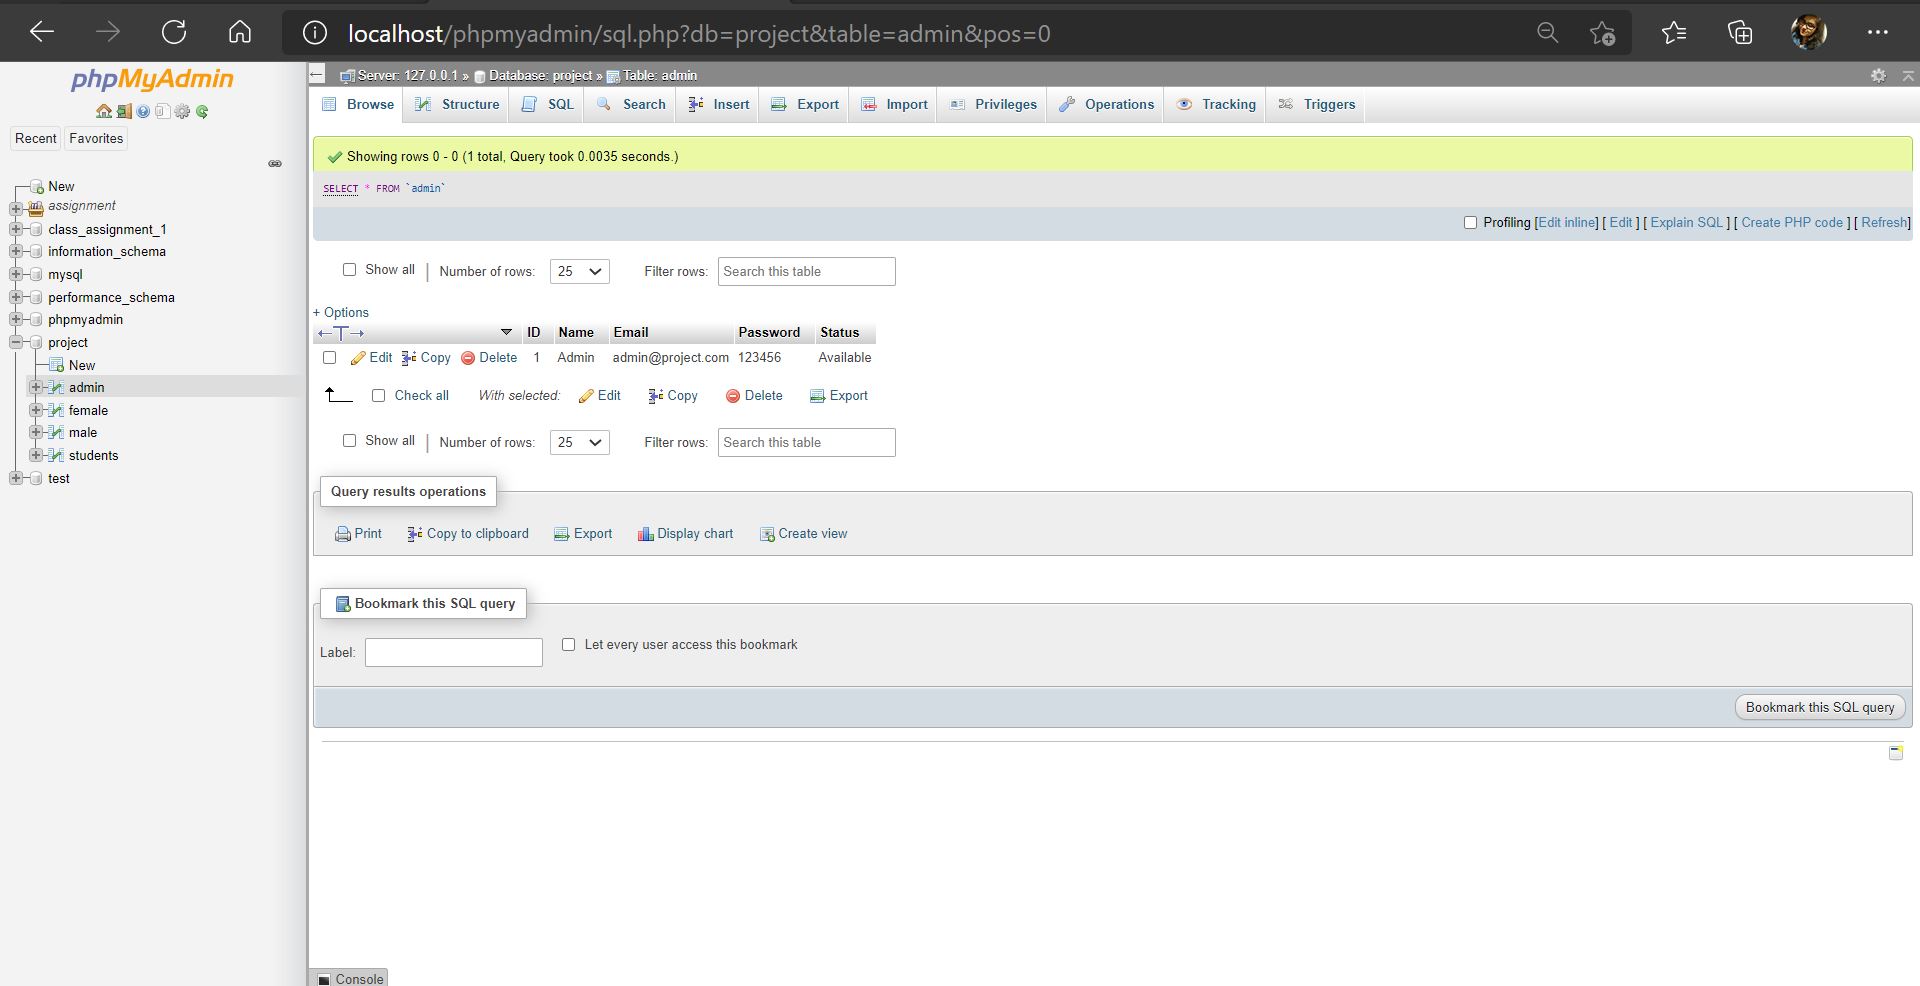 localhost/phpmyadmin/sql.php?db=project&table=admin&pos=0
phpMyAdmin
Recent Favorites
New
assignment
class_assignment_1
information_schema
mysql
performance_schema
phpmyadmin
project
New
admin
female
male
students
test
Server: 127.0.0.1 » Database: project » Table: admin
Browse Structure SQL Search Insert Export Import Privileges Operations Tracking Triggers
Showing rows 0 - 0 (1 total, Query took 0.0035 seconds.)
SELECT * FROM `admin`
Profiling [Edit inline] [ Edit ] [ Explain SQL ] [ Create PHP code ] [ Refresh]
Show all | Number of rows: 25 Filter rows: Search this table
+ Options
←T→ ID Name Email Password Status
Edit Copy Delete 1 Admin admin@project.com 123456 Available
Check all With selected: Edit Copy Delete Export
Show all | Number of rows: 25 Filter rows: Search this table
Query results operations
Print Copy to clipboard Export Display chart Create view
Bookmark this SQL query
Label: Let every user access this bookmark
Bookmark this SQL query
Console